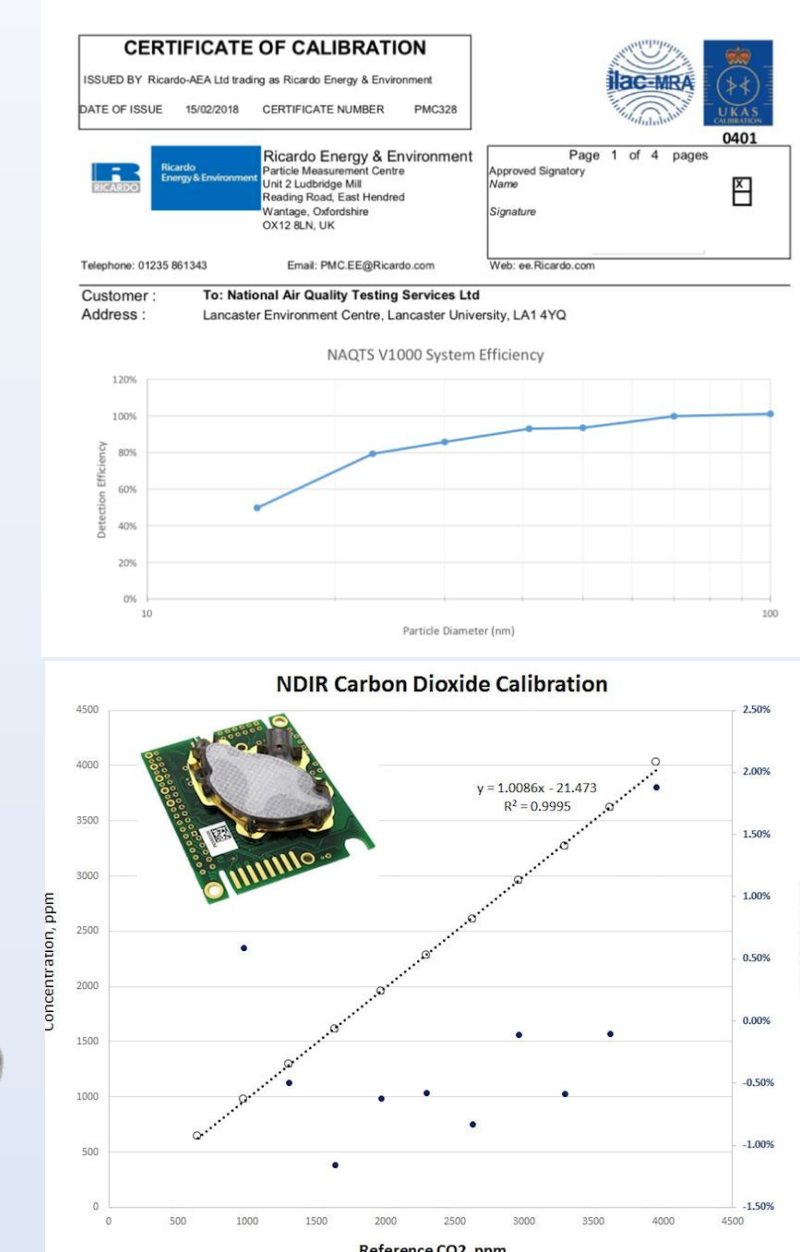 CERTIFICATE OF CALIBRATION
ISSUED BY Ricardo-AEA Ltd trading as Ricardo Energy & Environment
DATE OF ISSUE 15/02/2018 CERTIFICATE NUMBER PMC328
ilac-MRA
UKAS
CALIBRATION
0401
RICARDO
Ricardo
Energy & Environment
Ricardo Energy & Environment
Particle Measurement Centre
Unit 2 Ludbridge Mill
Reading Road, East Hendred
Wantage, Oxfordshire
OX12 8LN, UK
Page 1 of 4 pages
Approved Signatory
Name
X
Signature
Telephone: 01235 861343 Email: PMC.EE@Ricardo.com Web: ee.Ricardo.com
Customer : To: National Air Quality Testing Services Ltd
Address : Lancaster Environment Centre, Lancaster University, LA1 4YQ
NAQTS V1000 System Efficiency
120%
100%
80%
60%
40%
20%
0%
Detection Efficiency
10 100
Particle Diameter (nm)
NDIR Carbon Dioxide Calibration
4500
4000
3500
3000
2500
2000
1500
1000
500
0
Concentration, ppm
y = 1.0086x - 21.473
R² = 0.9995
2.50%
2.00%
1.50%
1.00%
0.50%
0.00%
-0.50%
-1.00%
-1.50%
0 500 1000 1500 2000 2500 3000 3500 4000 4500
Reference CO2, ppm